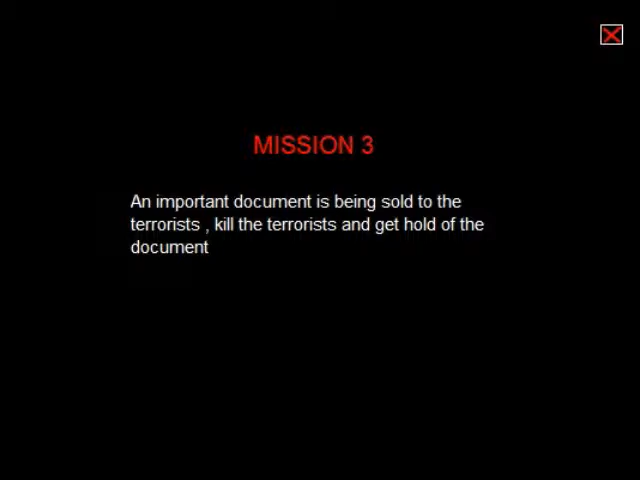 MISSION 3
An important document is being sold to the
terrorists , kill the terrorists and get hold of the
document